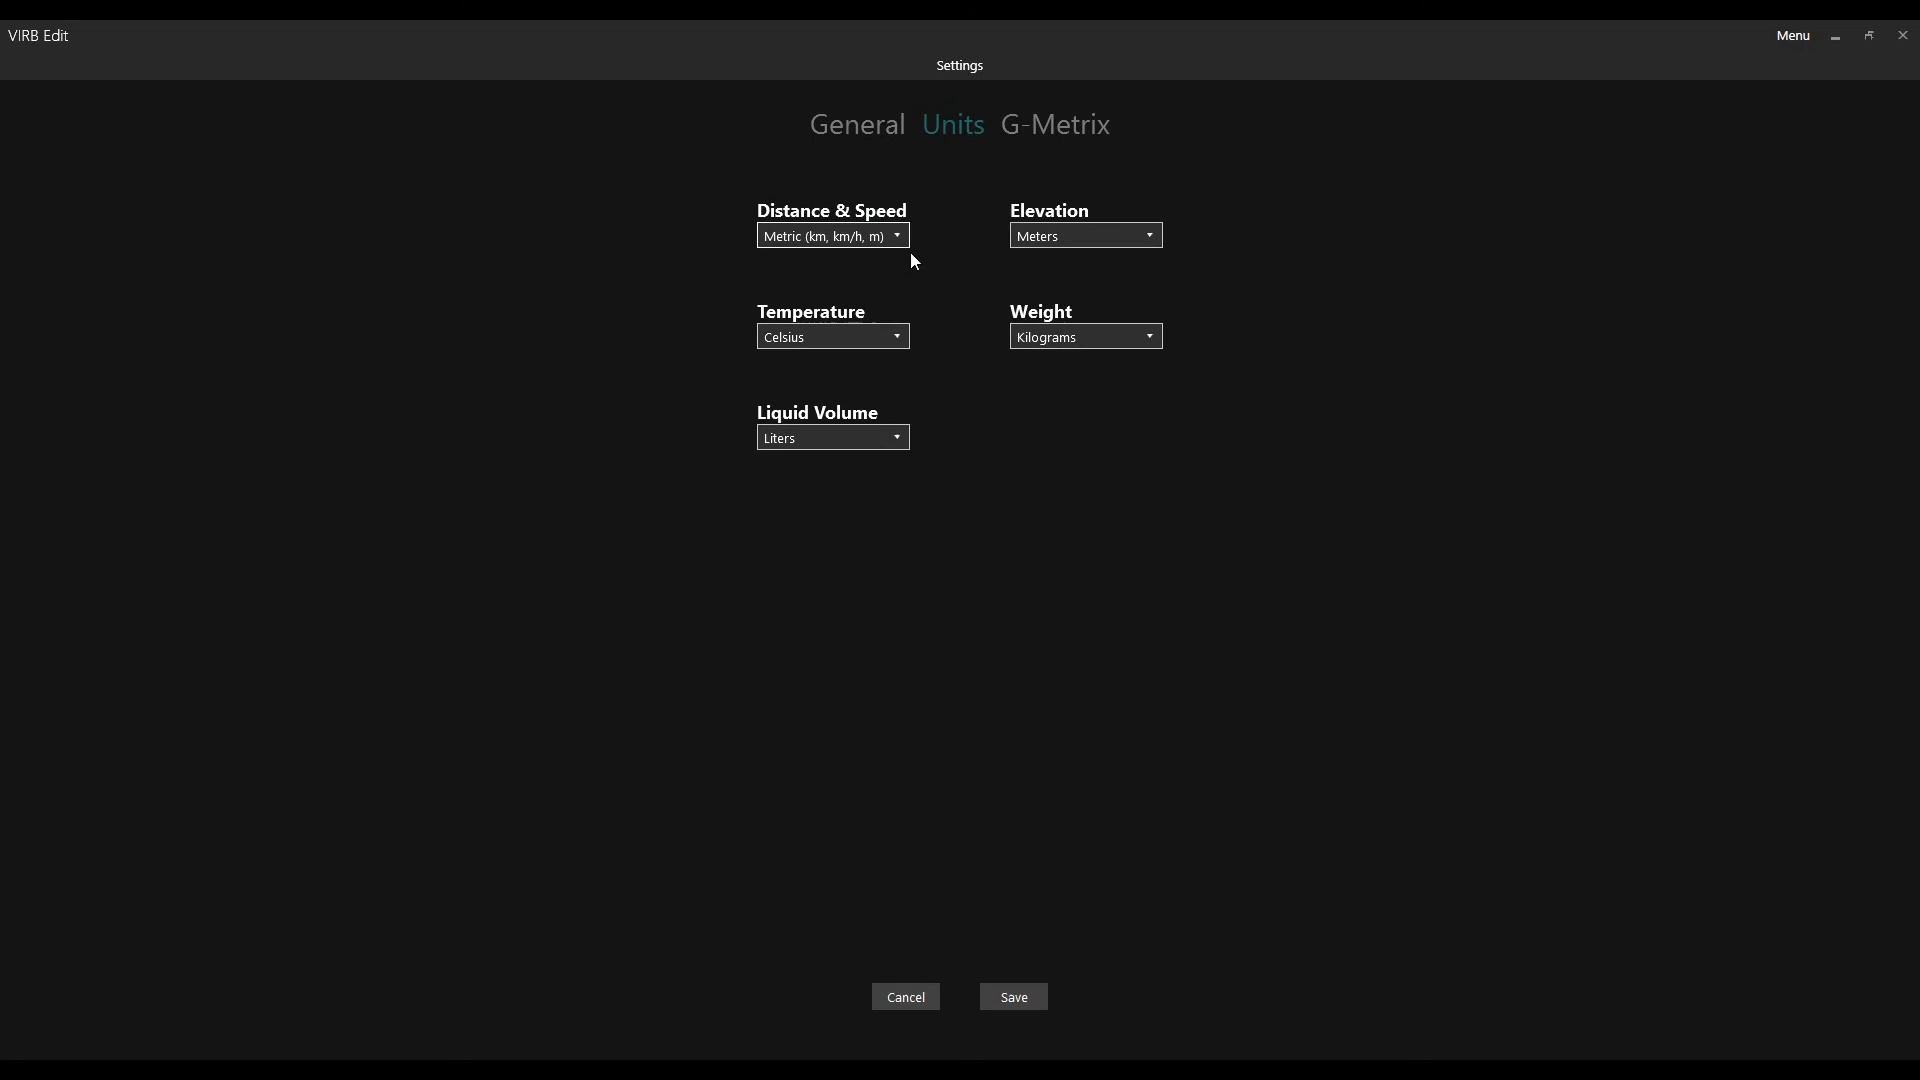 VIRB Edit
Menu
Settings
General Units G-Metrix
Distance & Speed
Metric (km, km/h, m)
Elevation
Meters
Temperature
Celsius
Weight
Kilograms
Liquid Volume
Liters
Cancel
Save